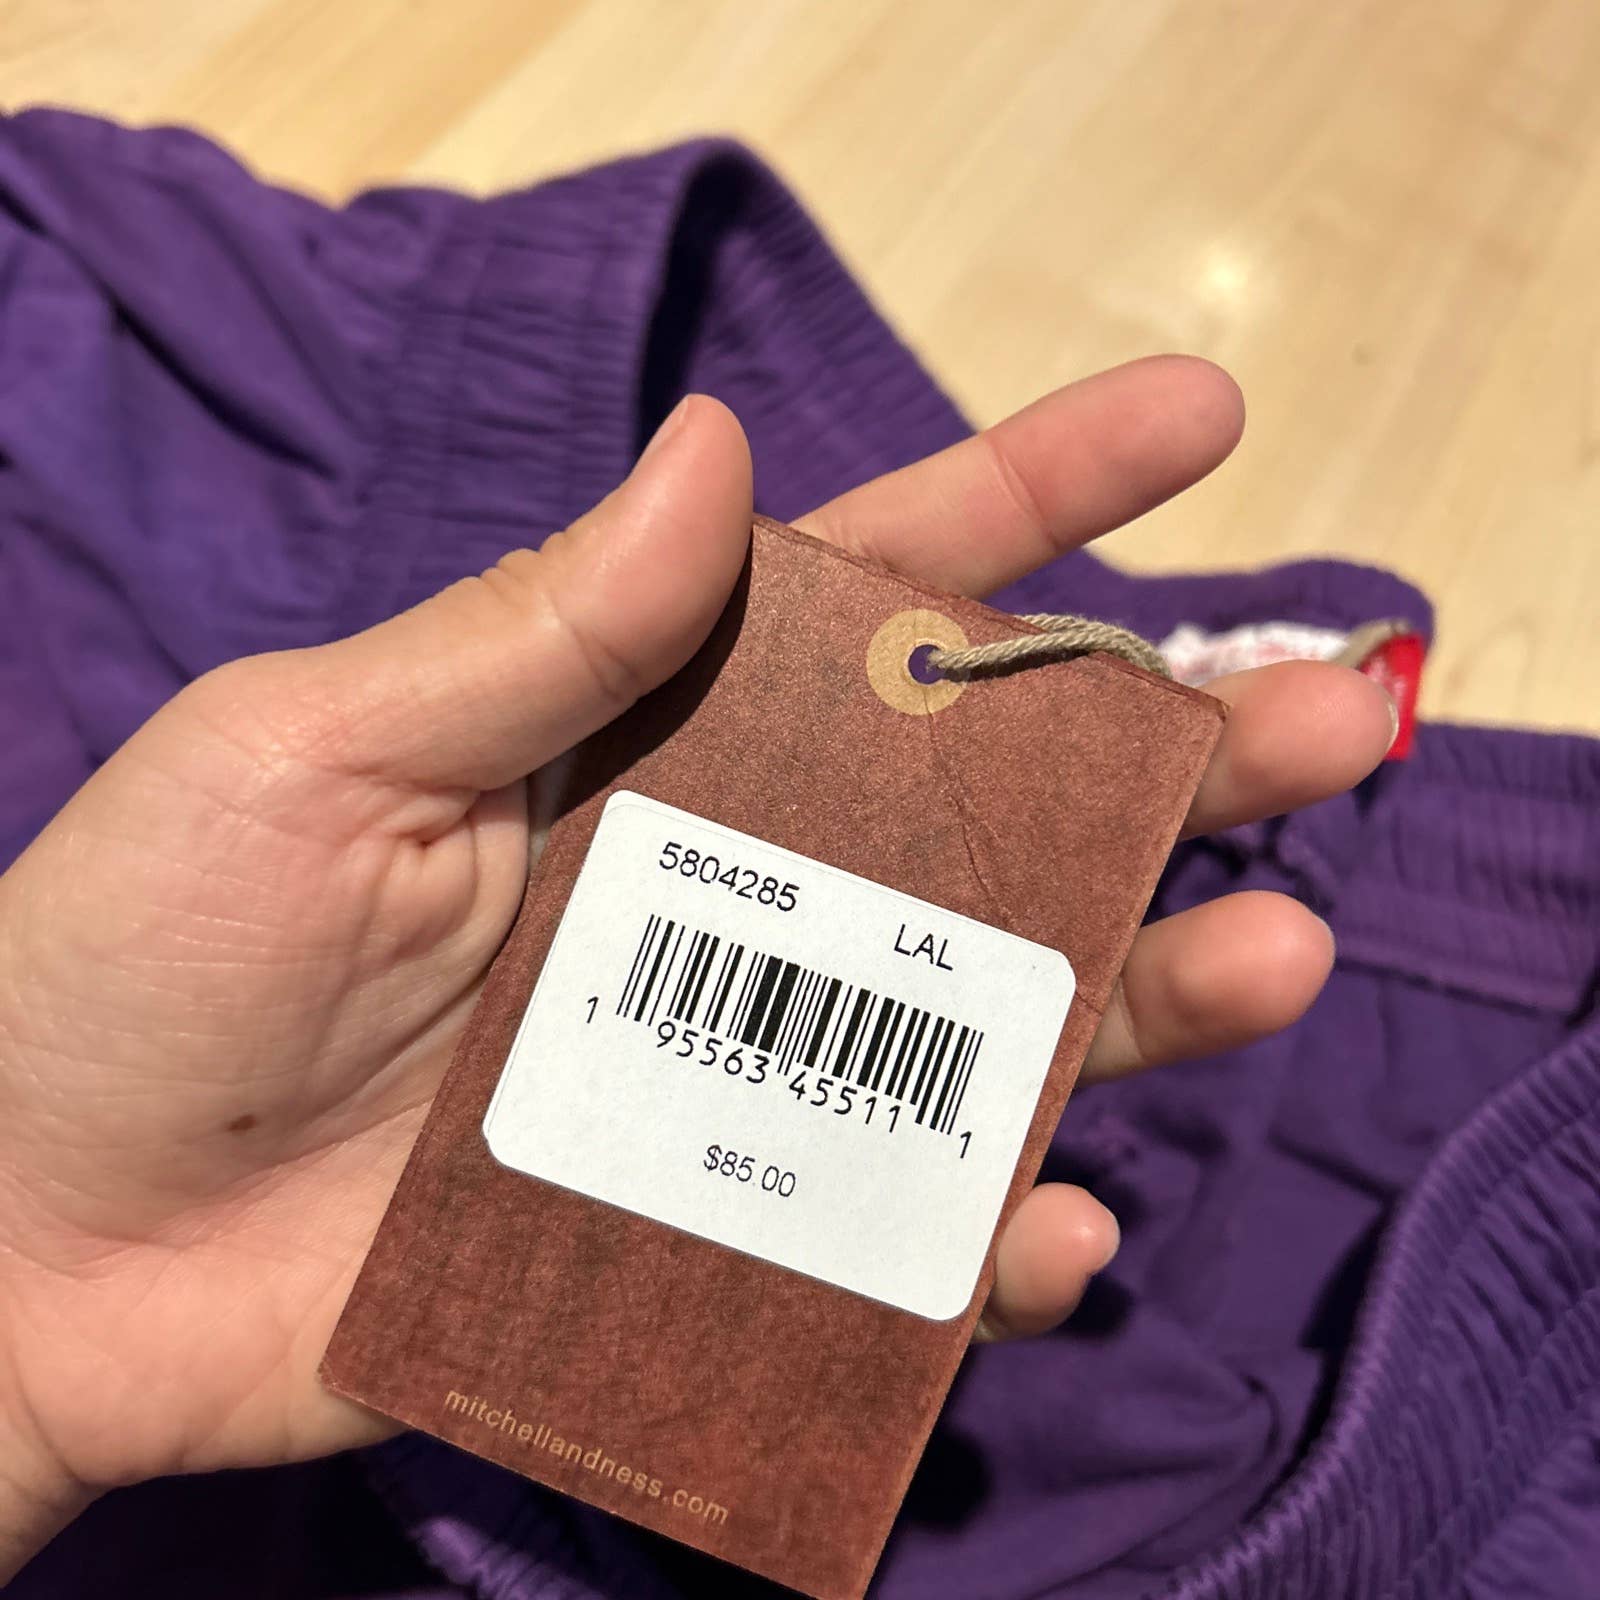 5804285
LAL
1 95563 45511 1
$85.00
mitchellandness.com